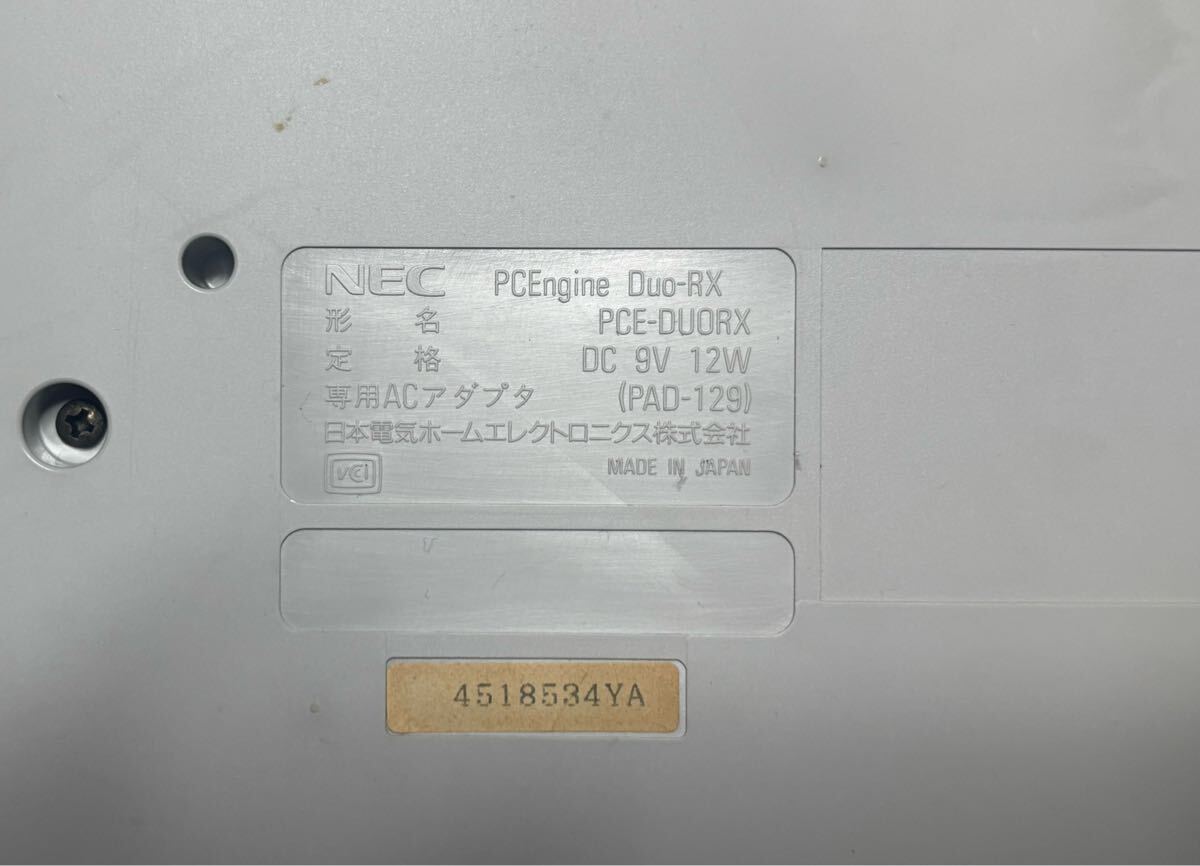 NEC PCEngine Duo-RX
形名 PCE-DUORX
定格 DC 9V 12W
専用ACアダプタ (PAD-129)
日本電気ホームエレクトロニクス株式会社
VCI MADE IN JAPAN
4518534YA